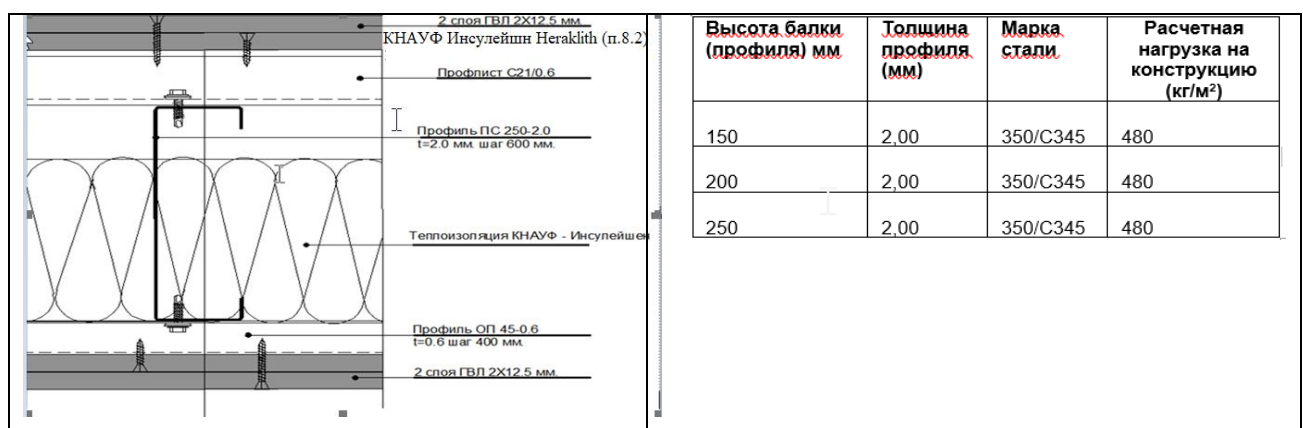 2 слоя ГВЛ 2Х12.5 мм.
КНАУФ Инсулейшн Heraklith (п.8.2)
Профлист С21/0.6
Профиль ПС 250-2.0
t=2.0 мм. шаг 600 мм.
Теплоизоляция КНАУФ - Инсулейшен
Профиль ОП 45-0.6
t=0.6 шаг 400 мм.
2 слоя ГВЛ 2Х12.5 мм.
Высота балки (профиля) мм
Толщина профиля (мм)
Марка стали
Расчетная нагрузка на конструкцию (кг/м²)
150 2,00 350/С345 480
200 2,00 350/С345 480
250 2,00 350/С345 480